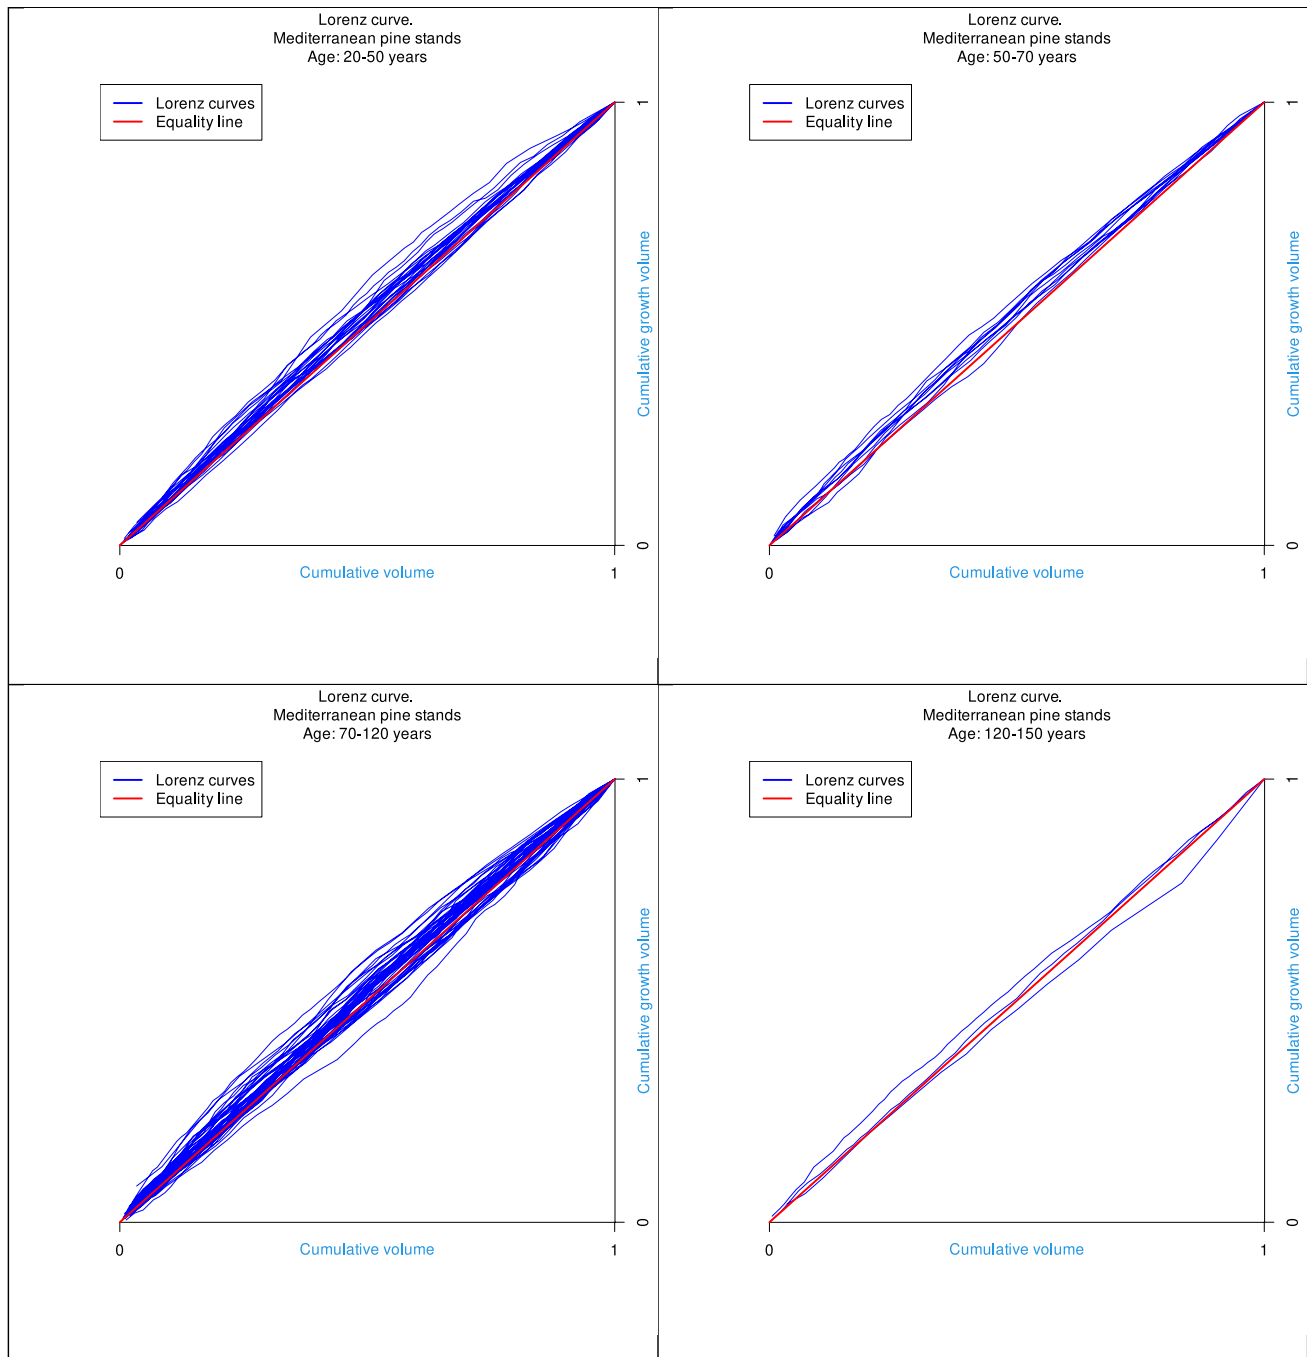 Lorenz curve.
Mediterranean pine stands
Age: 20-50 years
Lorenz curves
Equality line
1
Cumulative growth volume
0
0
Cumulative volume
1
Lorenz curve.
Mediterranean pine stands
Age: 50-70 years
Lorenz curves
Equality line
1
Cumulative growth volume
0
0
Cumulative volume
1
Lorenz curve.
Mediterranean pine stands
Age: 70-120 years
Lorenz curves
Equality line
1
Cumulative growth volume
0
0
Cumulative volume
1
Lorenz curve.
Mediterranean pine stands
Age: 120-150 years
Lorenz curves
Equality line
1
Cumulative growth volume
0
0
Cumulative volume
1